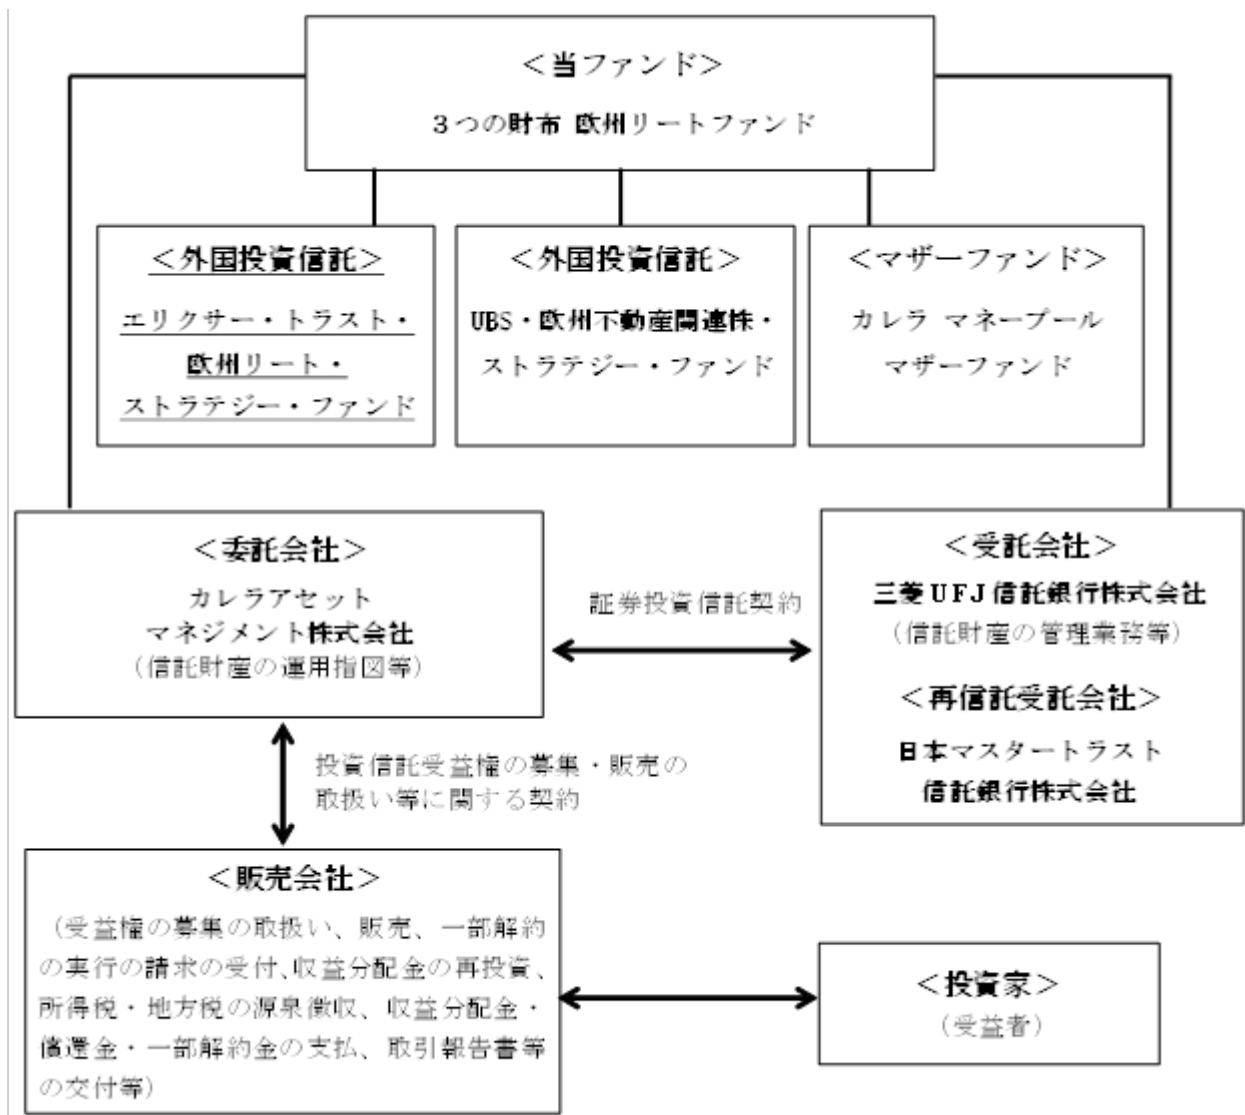 ＜当ファンド＞
３つの財布 欧州リートファンド
＜外国投資信託＞
エリクサー・トラスト・
欧州リート・
ストラテジー・ファンド
＜外国投資信託＞
UBS・欧州不動産関連株・
ストラテジー・ファンド
＜マザーファンド＞
カレラ マネープール
マザーファンド
＜委託会社＞
カレラアセット
マネジメント株式会社
（信託財産の運用指図等）
証券投資信託契約
＜受託会社＞
三菱UFJ信託銀行株式会社
（信託財産の管理業務等）
＜再信託受託会社＞
日本マスタートラスト
信託銀行株式会社
投資信託受益権の募集・販売の
取扱い等に関する契約
＜販売会社＞
（受益権の募集の取扱い、販売、一部解約
の実行の請求の受付、収益分配金の再投資、
所得税・地方税の源泉徴収、収益分配金・
償還金・一部解約金の支払、取引報告書等
の交付等）
＜投資家＞
（受益者）